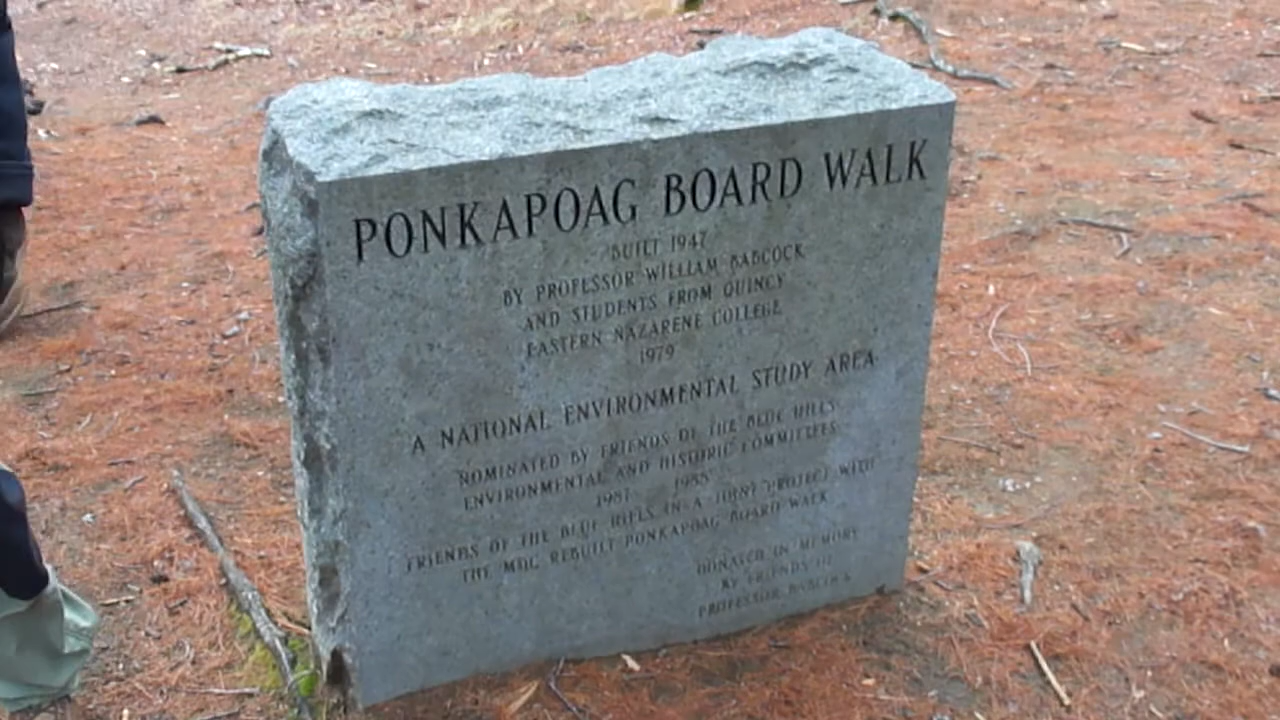 PONKAPOAG BOARD WALK
BUILT 1947
BY PROFESSOR WILLIAM BABCOCK
AND STUDENTS FROM QUINCY
EASTERN NAZARENE COLLEGE
1979
A NATIONAL ENVIRONMENTAL STUDY AREA
NOMINATED BY FRIENDS OF THE BLUE HILLS
ENVIRONMENTAL AND HISTORIC COMMITTEES
1987 1988
FRIENDS OF THE BLUE HILLS IN A JOINT PROJECT WITH
THE MDC REBUILT PONKAPOAG BOARD WALK
DONATED IN MEMORY
BY FRIENDS OF
PROFESSOR BABCOCK